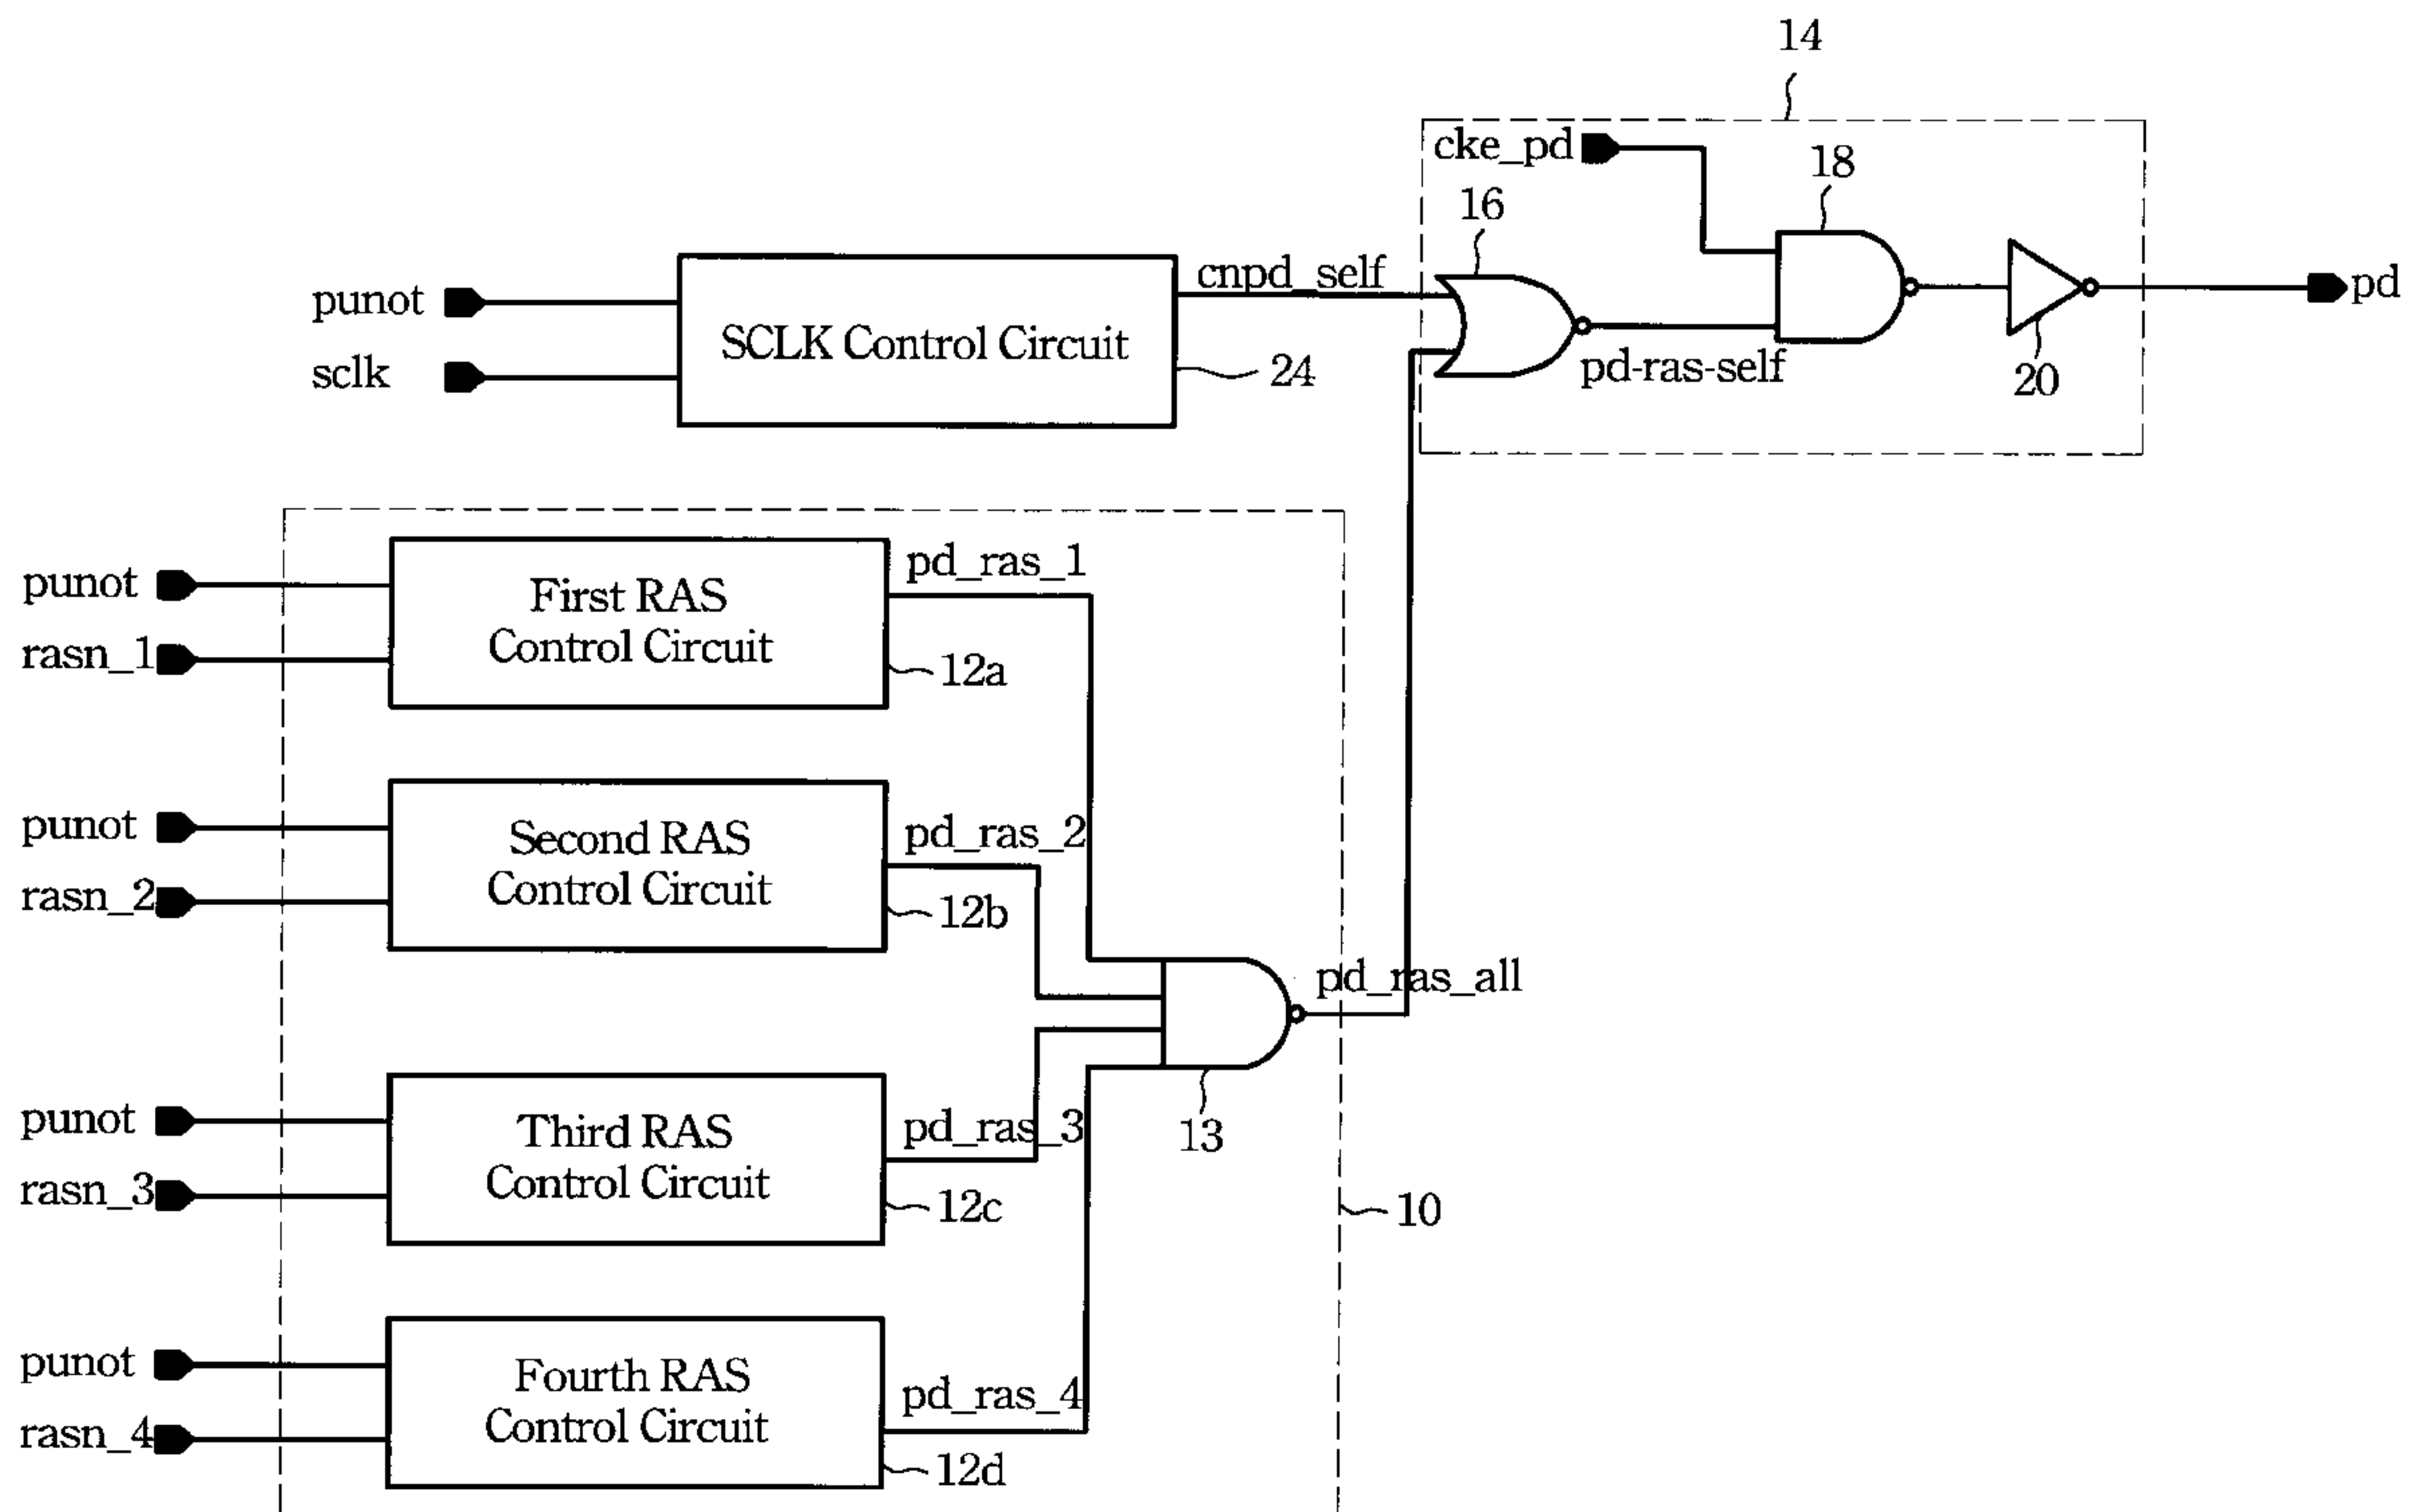 14
cke_pd
18
16
cnpd_self
punot
SCLK Control Circuit
sclk
24
pd-ras-self
20
pd
pd_ras_1
punot
First RAS
Control Circuit
rasn_1
12a
pd_ras_2
punot
Second RAS
Control Circuit
rasn_2
12b
pd_ras_all
pd_ras_3
13
punot
Third RAS
Control Circuit
rasn_3
12c
10
pd_ras_4
punot
Fourth RAS
Control Circuit
rasn_4
12d